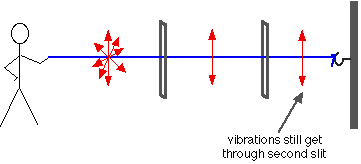 vibrations still get
through second slit